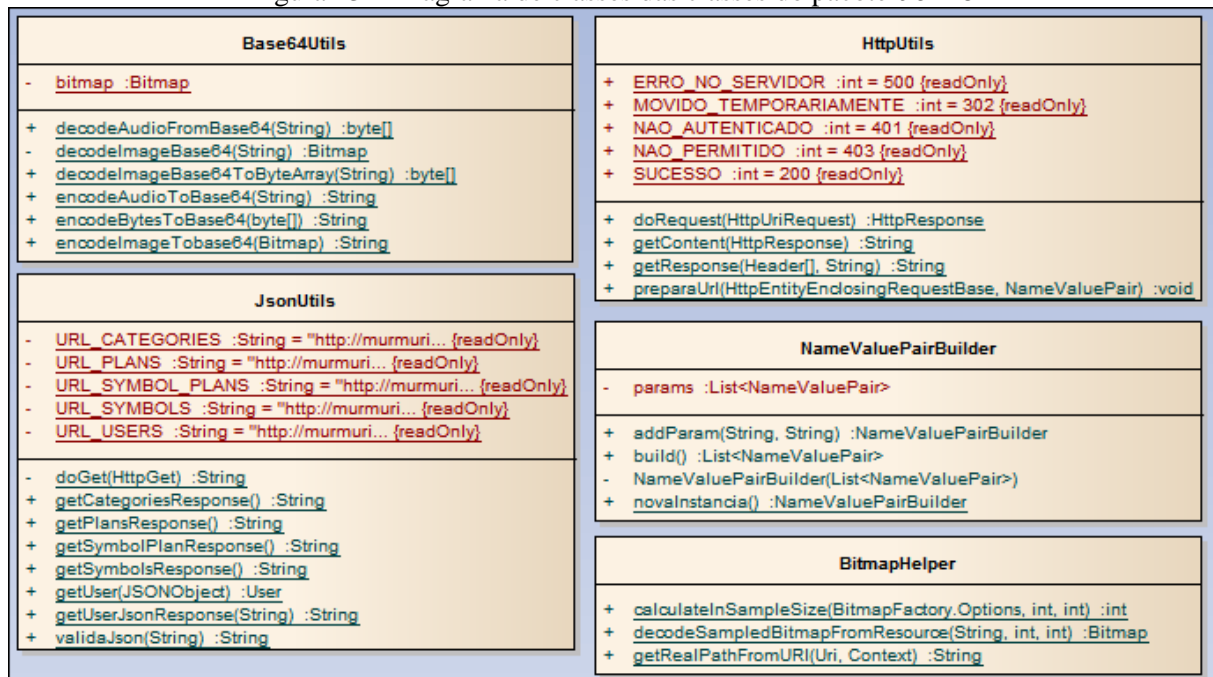 Base64Utils
- bitmap :Bitmap
+ decodeAudioFromBase64(String) :byte[]
- decodeImageBase64(String) :Bitmap
+ decodeImageBase64ToByteArray(String) :byte[]
+ encodeAudioToBase64(String) :String
+ encodeBytesToBase64(byte[]) :String
+ encodeImageTobase64(Bitmap) :String
JsonUtils
- URL_CATEGORIES :String = "http://murmuri... {readOnly}
- URL_PLANS :String = "http://murmuri... {readOnly}
- URL_SYMBOL_PLANS :String = "http://murmuri... {readOnly}
- URL_SYMBOLS :String = "http://murmuri... {readOnly}
- URL_USERS :String = "http://murmuri... {readOnly}
- doGet(HttpGet) :String
+ getCategoriesResponse() :String
+ getPlansResponse() :String
+ getSymbolPlanResponse() :String
+ getSymbolsResponse() :String
+ getUser(JSONObject) :User
+ getUserJsonResponse(String) :String
+ validaJson(String) :String
HttpUtils
+ ERRO_NO_SERVIDOR :int = 500 {readOnly}
+ MOVIDO_TEMPORARIAMENTE :int = 302 {readOnly}
+ NAO_AUTENTICADO :int = 401 {readOnly}
+ NAO_PERMITIDO :int = 403 {readOnly}
+ SUCESSO :int = 200 {readOnly}
+ doRequest(HttpUriRequest) :HttpResponse
+ getContent(HttpResponse) :String
+ getResponse(Header[], String) :String
+ preparaUrl(HttpEntityEnclosingRequestBase, NameValuePair) :void
NameValuePairBuilder
- params :List<NameValuePair>
+ addParam(String, String) :NameValuePairBuilder
+ build() :List<NameValuePair>
- NameValuePairBuilder(List<NameValuePair>)
+ novaInstancia() :NameValuePairBuilder
BitmapHelper
+ calculateInSampleSize(BitmapFactory.Options, int, int) :int
+ decodeSampledBitmapFromResource(String, int, int) :Bitmap
+ getRealPathFromURI(Uri, Context) :String